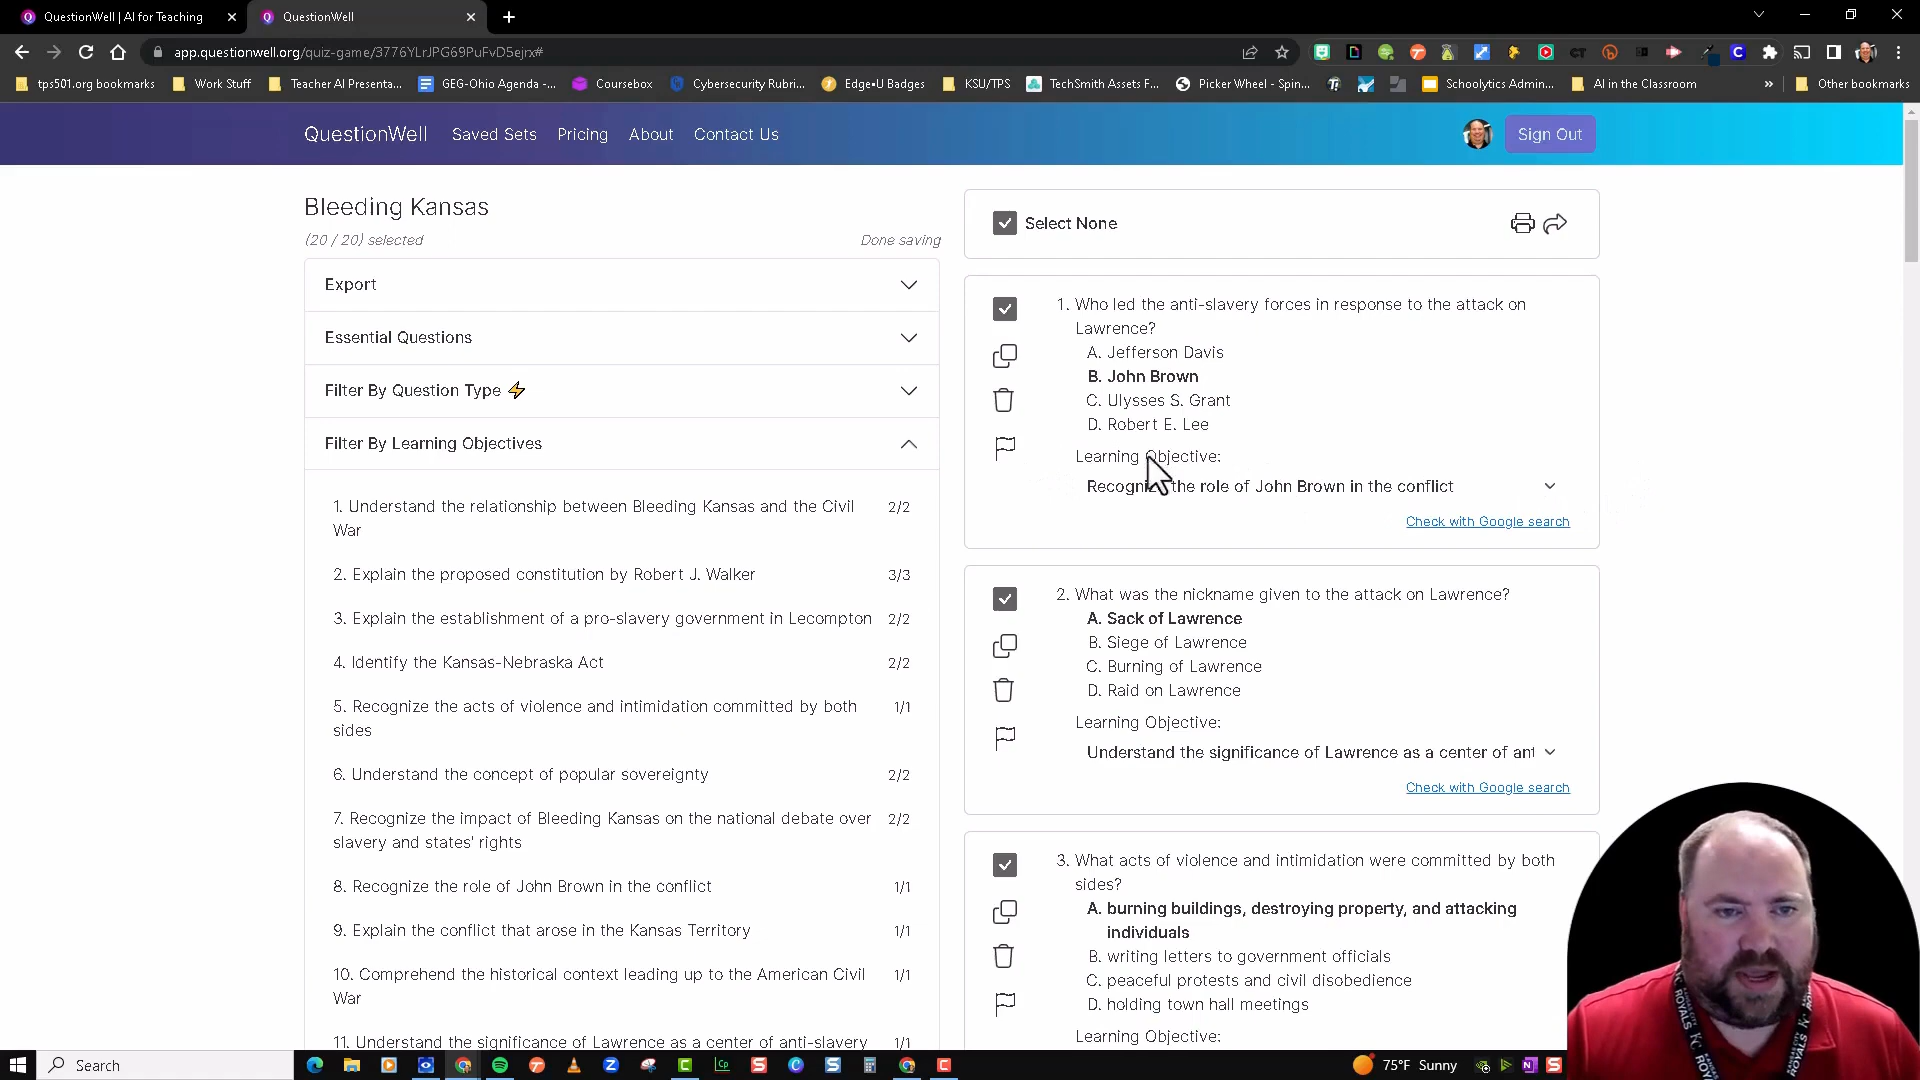 QuestionWell | AI for Teaching
QuestionWell
app.questionwell.org/quiz-game/3776YLrJPG69PuFvD5ejrx#
tps501.org bookmarks
Work Stuff
Teacher AI Presenta...
GEG-Ohio Agenda -...
Coursebox
Cybersecurity Rubri...
Edge•U Badges
KSU/TPS
TechSmith Assets F...
Picker Wheel - Spin...
Schoolytics Admin...
AI in the Classroom
Other bookmarks
QuestionWell
Saved Sets
Pricing
About
Contact Us
Sign Out
Bleeding Kansas
(20 / 20) selected
Done saving
Export
Essential Questions
Filter By Question Type
Filter By Learning Objectives
1. Understand the relationship between Bleeding Kansas and the Civil 2/2
War
2. Explain the proposed constitution by Robert J. Walker 3/3
3. Explain the establishment of a pro-slavery government in Lecompton 2/2
4. Identify the Kansas-Nebraska Act 2/2
5. Recognize the acts of violence and intimidation committed by both 1/1
sides
6. Understand the concept of popular sovereignty 2/2
7. Recognize the impact of Bleeding Kansas on the national debate over 2/2
slavery and states' rights
8. Recognize the role of John Brown in the conflict 1/1
9. Explain the conflict that arose in the Kansas Territory 1/1
10. Comprehend the historical context leading up to the American Civil 1/1
War
11. Understand the significance of Lawrence as a center of anti-slavery 1/1
Select None
1. Who led the anti-slavery forces in response to the attack on
Lawrence?
A. Jefferson Davis
B. John Brown
C. Ulysses S. Grant
D. Robert E. Lee
Learning Objective:
Recognize the role of John Brown in the conflict
Check with Google search
2. What was the nickname given to the attack on Lawrence?
A. Sack of Lawrence
B. Siege of Lawrence
C. Burning of Lawrence
D. Raid on Lawrence
Learning Objective:
Understand the significance of Lawrence as a center of ant
Check with Google search
3. What acts of violence and intimidation were committed by both
sides?
A. burning buildings, destroying property, and attacking
individuals
B. writing letters to government officials
C. peaceful protests and civil disobedience
D. holding town hall meetings
Learning Objective:
ROYALS
Search
75°F Sunny